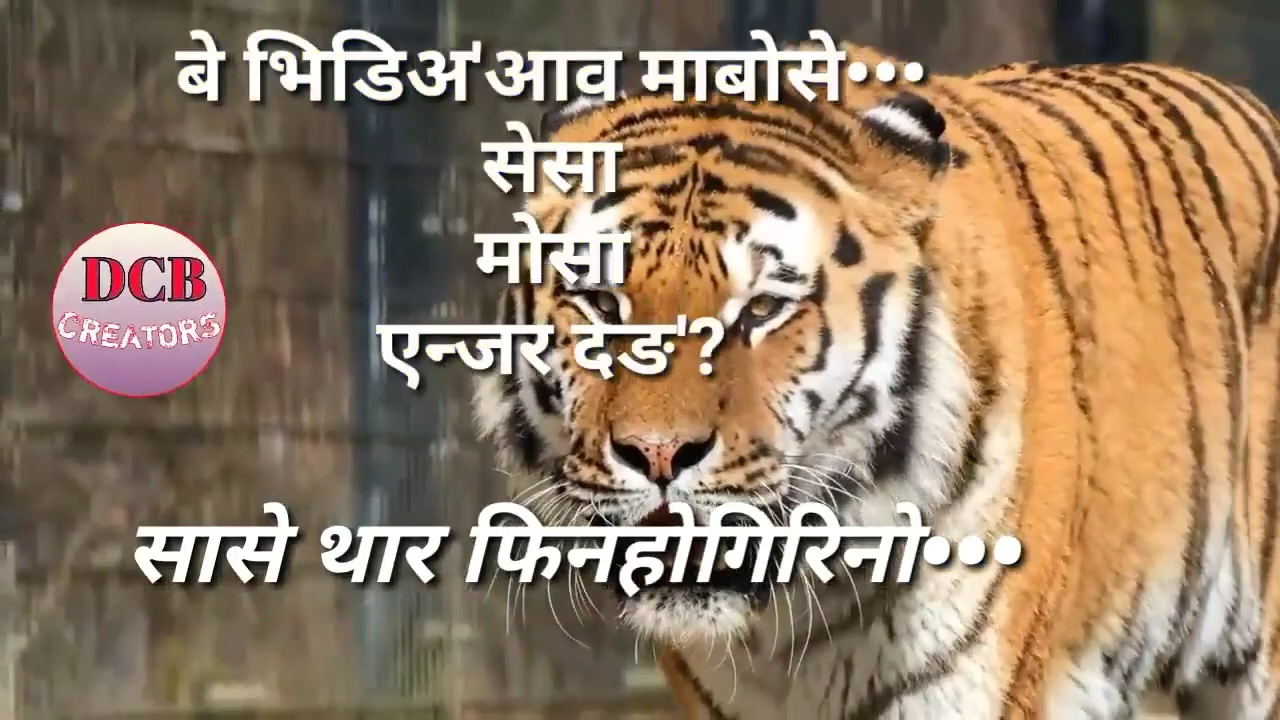 बे भिडिअ'आव माबोसे•••
सेसा
मोसा
एन्जर दङ'?
DCB
CREATORS
सासे थार फिनहोगिरिनो•••